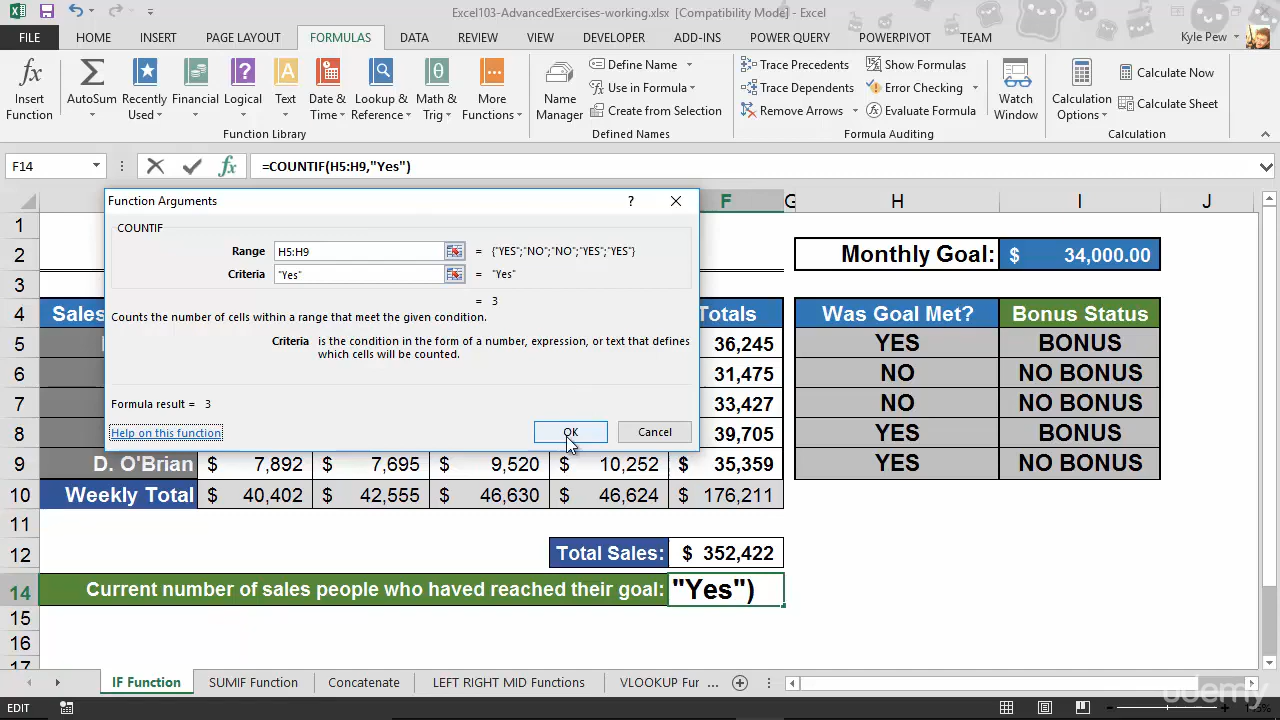 Excel103-AdvancedExercises-working.xlsx [Compatibility Mode] - Excel
FILE HOME INSERT PAGE LAYOUT FORMULAS DATA REVIEW VIEW DEVELOPER ADD-INS POWER QUERY POWERPIVOT TEAM Kyle Pew
Insert Function
AutoSum
Recently Used
Financial
Logical
Text
Date & Time
Lookup & Reference
Math & Trig
More Functions
Function Library
Name Manager
Define Name
Use in Formula
Create from Selection
Defined Names
Trace Precedents
Trace Dependents
Remove Arrows
Show Formulas
Error Checking
Evaluate Formula
Watch Window
Formula Auditing
Calculation Options
Calculate Now
Calculate Sheet
Calculation
F14 fx =COUNTIF(H5:H9,"Yes")
Function Arguments ?
COUNTIF
Range H5:H9 = {"YES";"NO";"NO";"YES";"YES"}
Criteria "Yes" = "Yes"
= 3
Counts the number of cells within a range that meet the given condition.
Criteria is the condition in the form of a number, expression, or text that defines
which cells will be counted.
Formula result = 3
Help on this function OK Cancel
F G H I J
1
2 Monthly Goal: $ 34,000.00
3
4 Sales Totals Was Goal Met? Bonus Status
5 36,245 YES BONUS
6 31,475 NO NO BONUS
7 33,427 NO NO BONUS
8 39,705 YES BONUS
9 D. O'Brian $ 7,892 $ 7,695 $ 9,520 $ 10,252 $ 35,359 YES NO BONUS
10 Weekly Total $ 40,402 $ 42,555 $ 46,630 $ 46,624 $ 176,211
11
12 Total Sales: $ 352,422
14 Current number of sales people who haved reached their goal: "Yes")
15
16
17
IF Function SUMIF Function Concatenate LEFT RIGHT MID Functions VLOOKUP Fur ...
EDIT
udemy